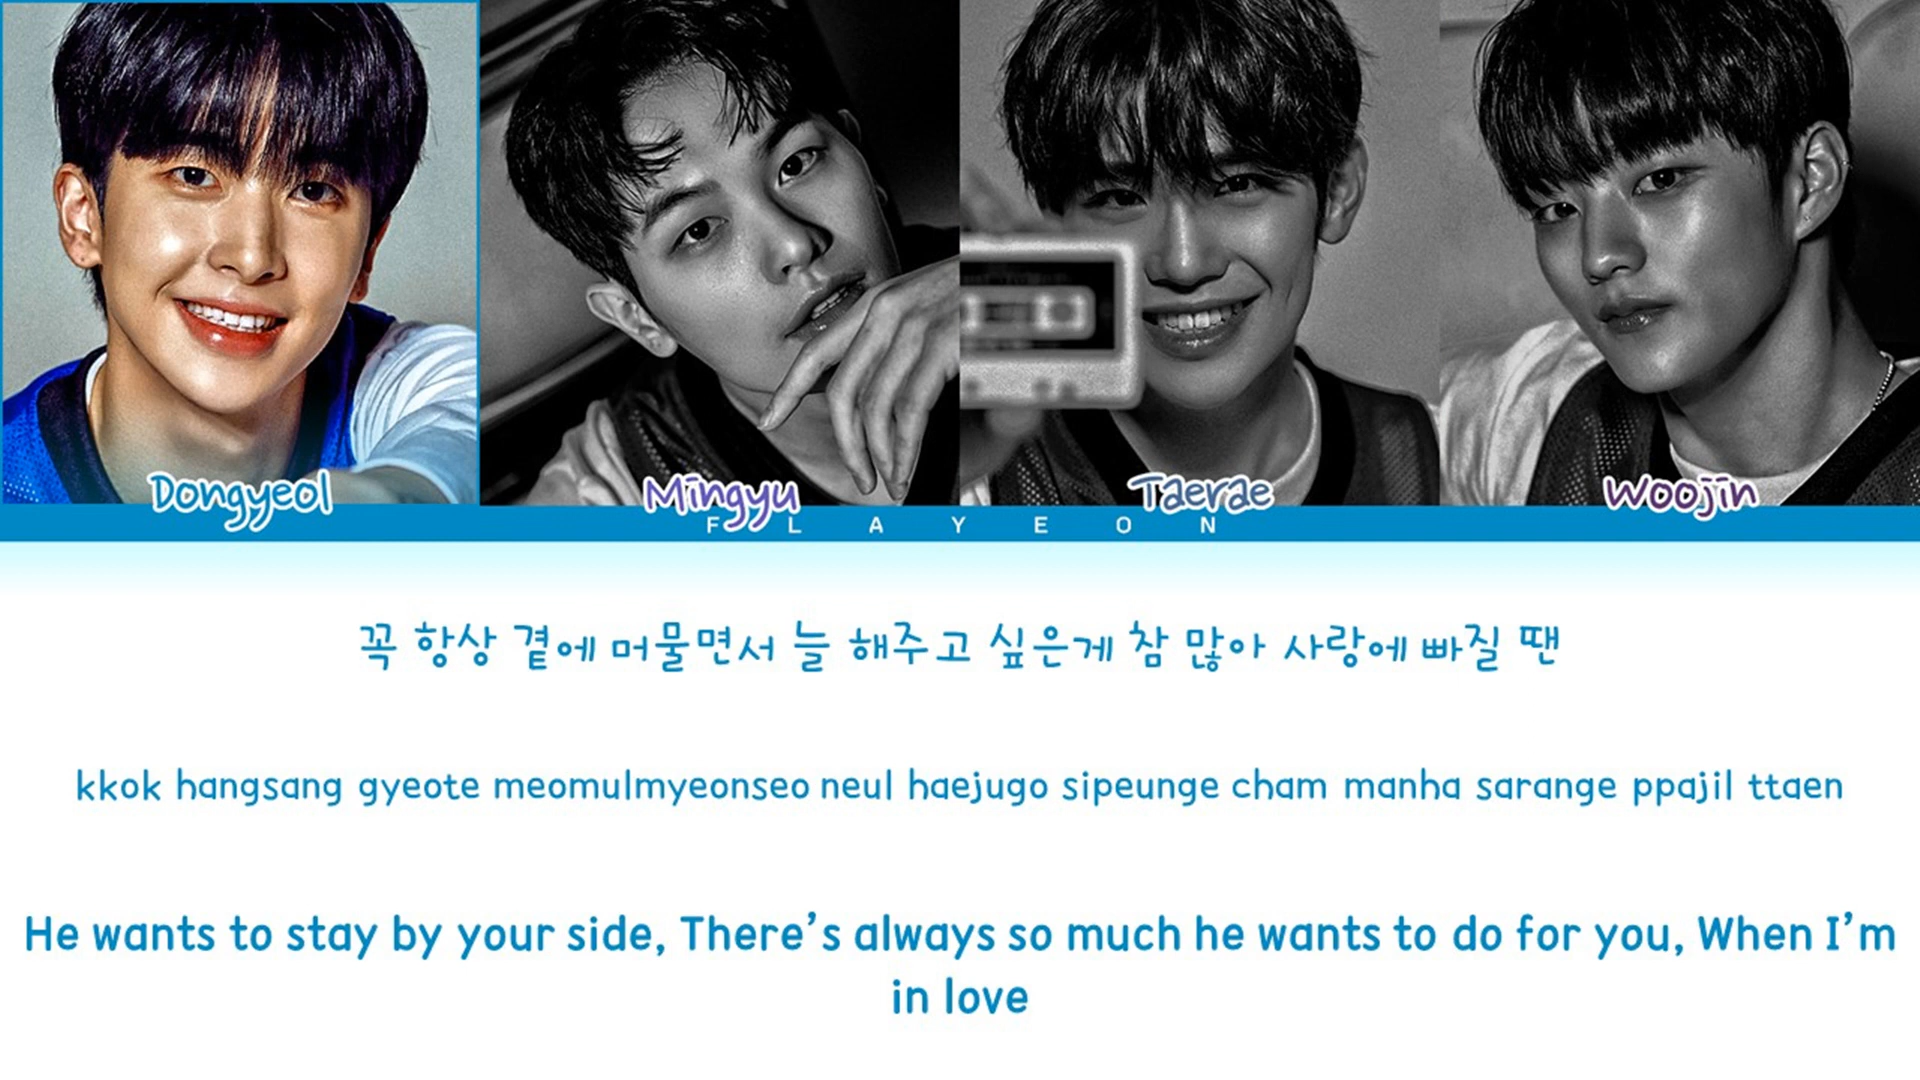 Dongyeol
Mingyu
Taerae
Woojin
FLAYEON
꼭 항상 곁에 머물면서 늘 해주고 싶은게 참 많아 사랑에 빠질 땐
kkok hangsang gyeote meomulmyeonseo neul haejugo sipeunge cham manha sarange ppajil ttaen
He wants to stay by your side, There's always so much he wants to do for you, When I'm
in love